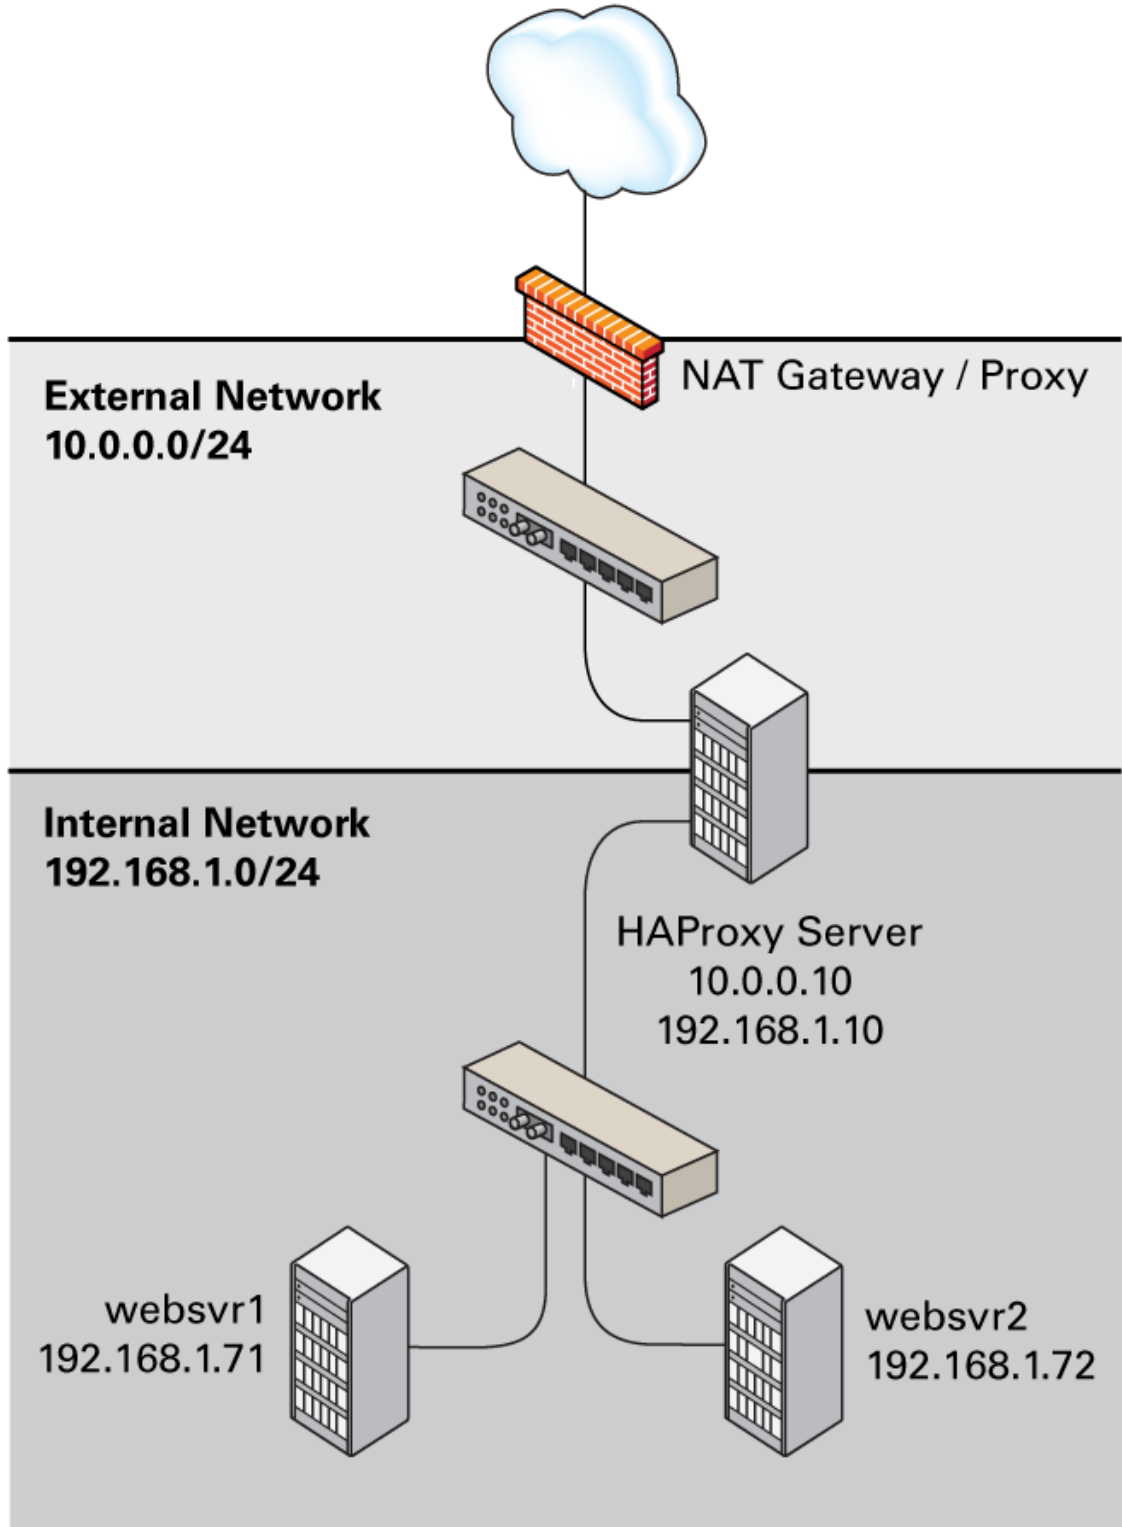 NAT Gateway / Proxy
External Network
10.0.0.0/24
Internal Network
192.168.1.0/24
HAProxy Server
10.0.0.10
192.168.1.10
websvr1
192.168.1.71
websvr2
192.168.1.72